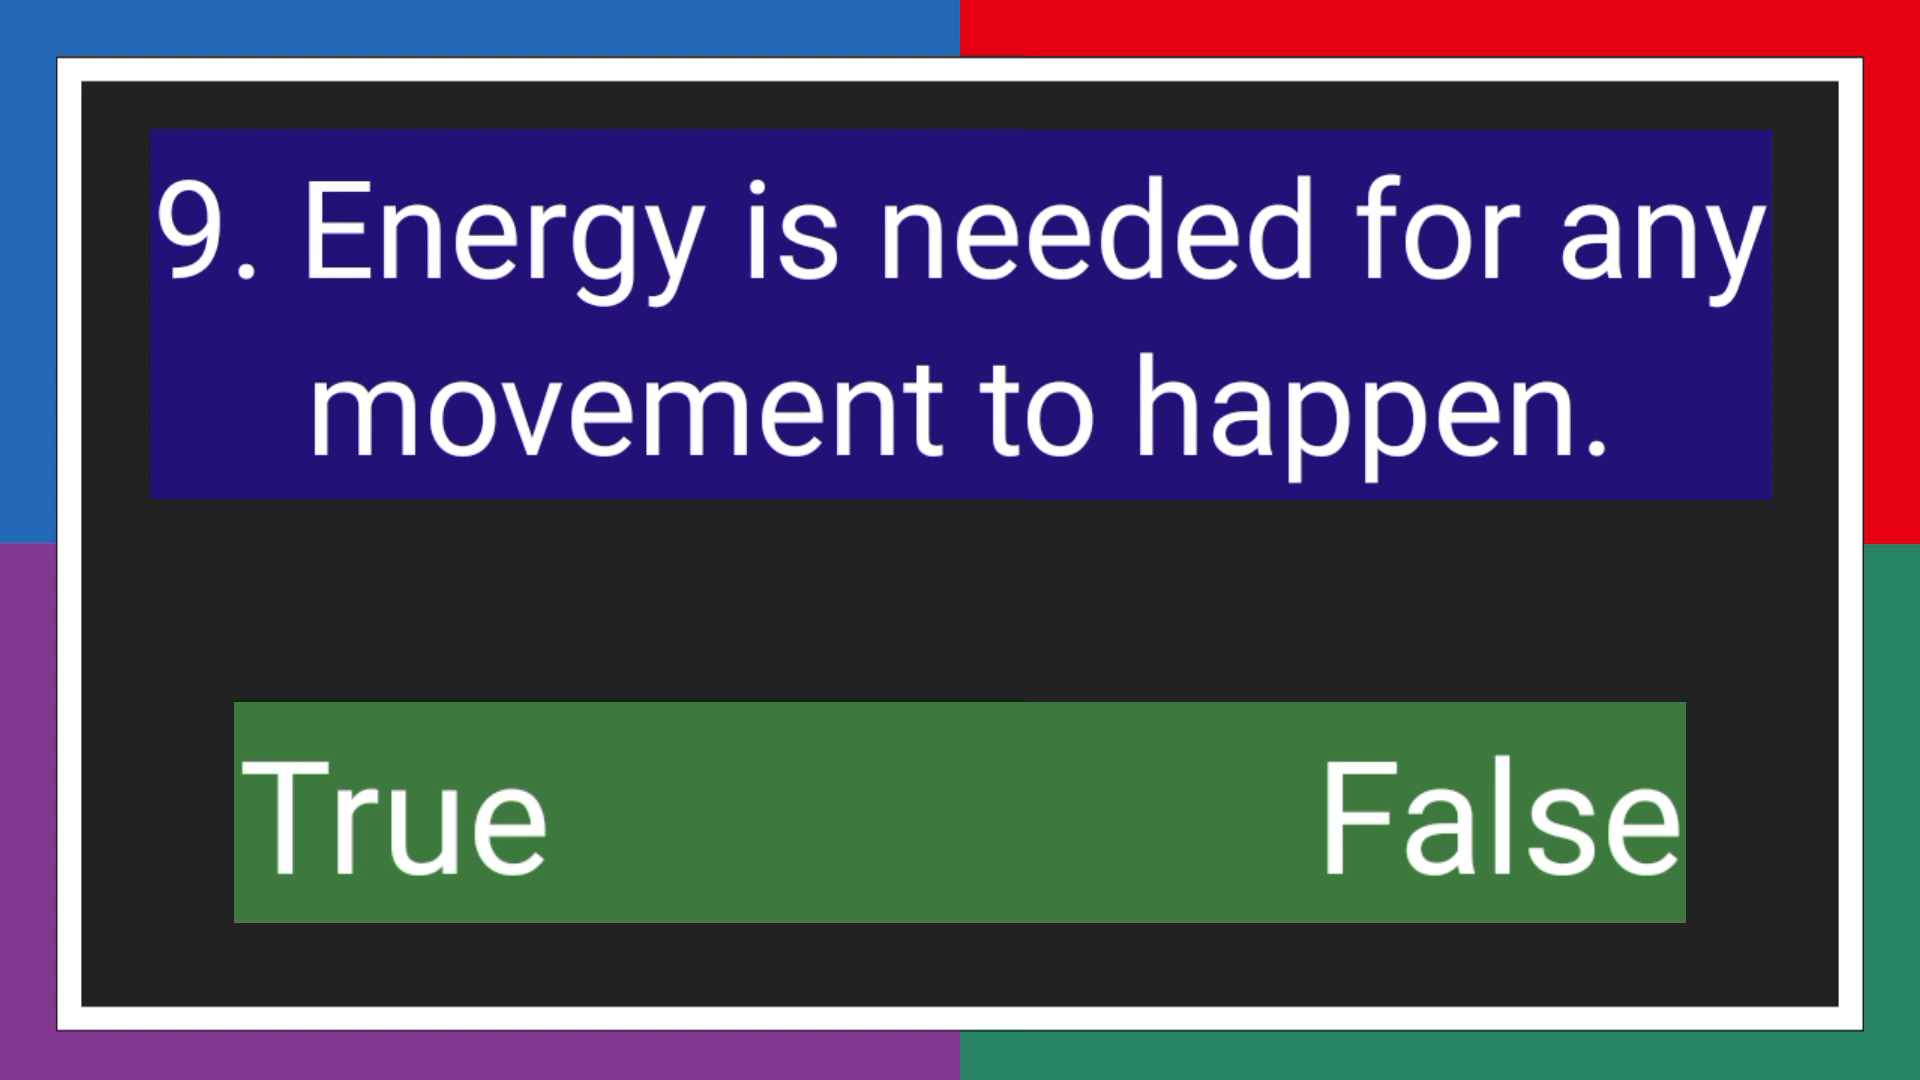 9. Energy is needed for any
movement to happen.
True False